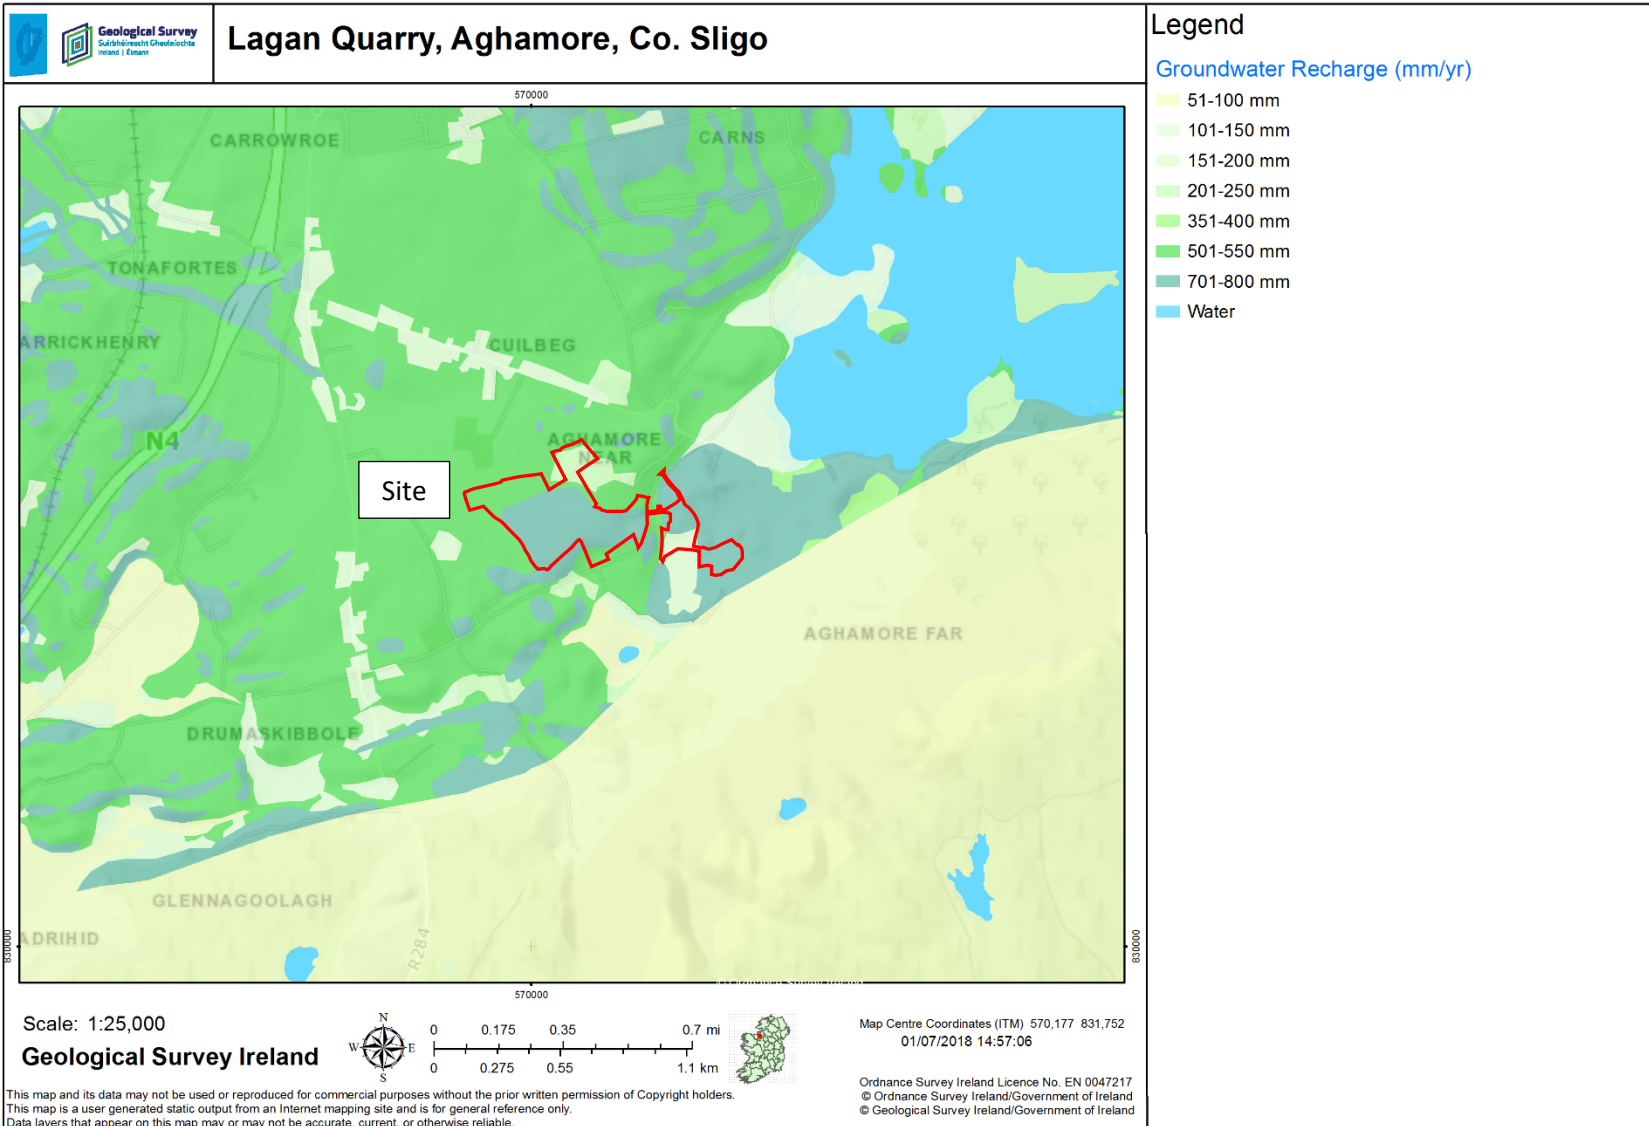 Geological Survey
Suirbhéireacht Gheolaíochta
Ireland | Éireann
Lagan Quarry, Aghamore, Co. Sligo
Legend
Groundwater Recharge (mm/yr)
51-100 mm
101-150 mm
151-200 mm
201-250 mm
351-400 mm
501-550 mm
701-800 mm
Water
570000
CARROWROE
CARNS
TONAFORTES
ARRICKHENRY
CUILBEG
N4
AGHAMORE
NEAR
Site
AGHAMORE FAR
DRUMASKIBBOLE
GLENNAGOOLAGH
ADRIHID
R284
830000
830000
570000
Scale: 1:25,000
Geological Survey Ireland
N
W
E
S
0 0.175 0.35 0.7 mi
0 0.275 0.55 1.1 km
Map Centre Coordinates (ITM) 570,177 831,752
01/07/2018 14:57:06
Ordnance Survey Ireland Licence No. EN 0047217
© Ordnance Survey Ireland/Government of Ireland
© Geological Survey Ireland/Government of Ireland
This map and its data may not be used or reproduced for commercial purposes without the prior written permission of Copyright holders.
This map is a user generated static output from an Internet mapping site and is for general reference only.
Data layers that appear on this map may or may not be accurate, current, or otherwise reliable.